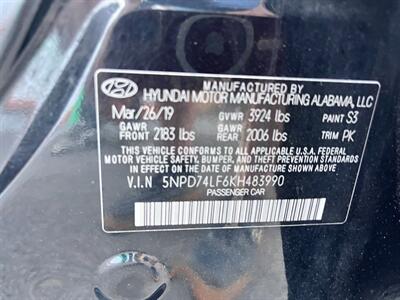 MANUFACTURED BY
HYUNDAI MOTOR MANUFACTURING ALABAMA, LLC
Mar/26/19 GVWR 3924 lbs PAINT S3
GAWR FRONT 2183 lbs GAWR REAR 2006 lbs TRIM PK
THIS VEHICLE CONFORMS TO ALL APPLICABLE U.S. FEDERAL
MOTOR VEHICLE SAFETY, BUMPER, AND THEFT PREVENTION STANDARDS
IN EFFECT ON THE DATE OF MANUFACTURE SHOWN ABOVE.
V.I.N 5NPD74LF6KH483990
PASSENGER CAR